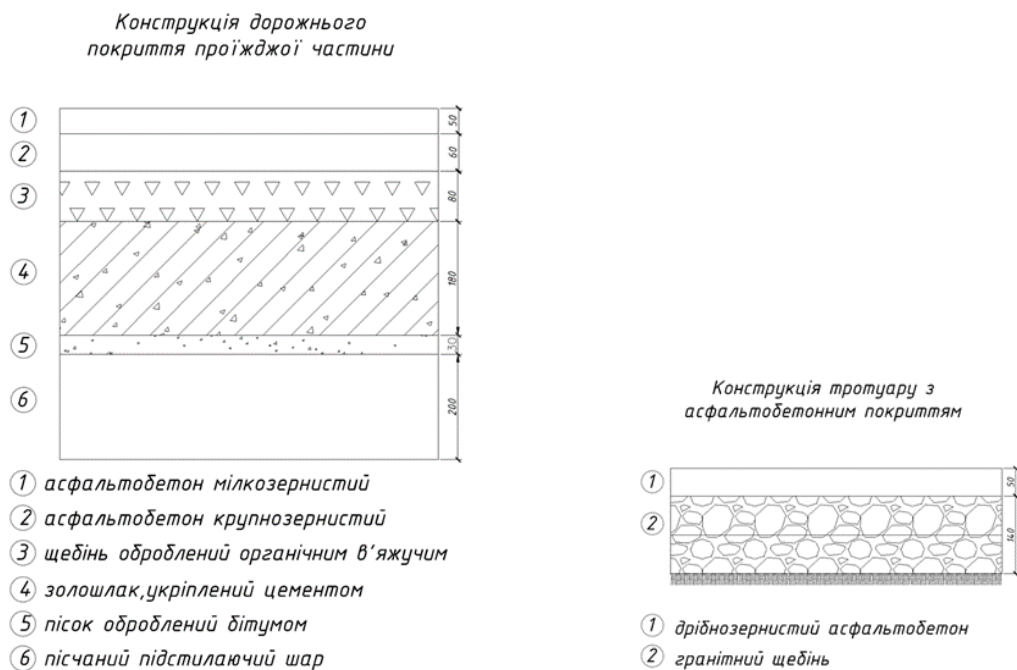 Конструкція дорожнього
покриття проїжджої частини
1
50
2
60
3
80
4
180
5
30
6
200
1 асфальтобетон мілкозернистий
2 асфальтобетон крупнозернистий
3 щебінь оброблений органічним в'яжучим
4 золошлак,укріплений цементом
5 пісок оброблений бітумом
6 пісчаний підстилаючий шар
Конструкція тротуару з
асфальтобетонним покриттям
1
50
2
140
1 дрібнозернистий асфальтобетон
2 гранітний щебінь